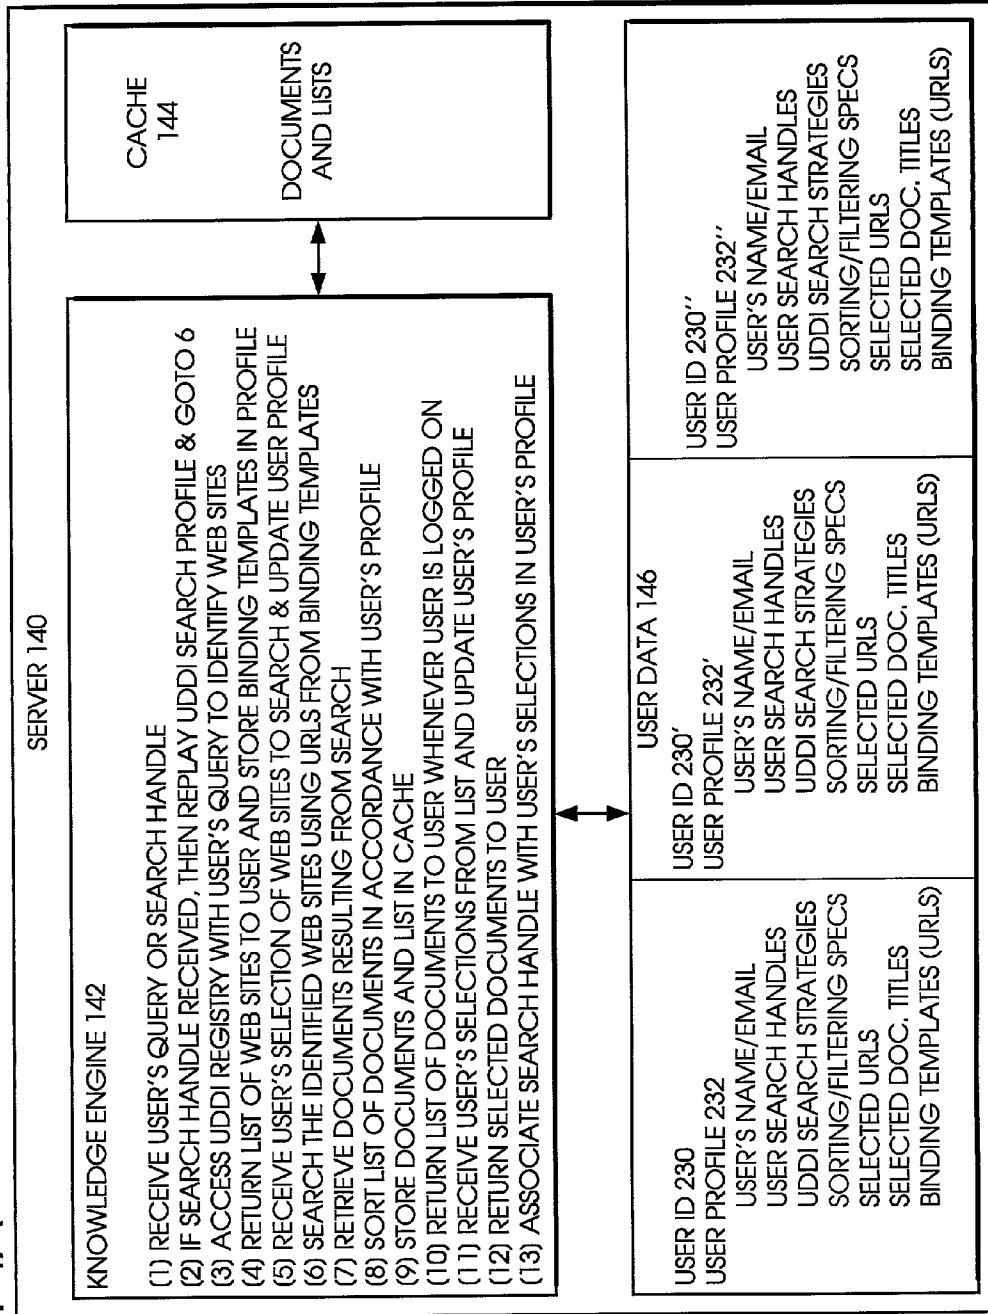 SERVER 140
KNOWLEDGE ENGINE 142
(1) RECEIVE USER'S QUERY OR SEARCH HANDLE
(2) IF SEARCH HANDLE RECEIVED, THEN REPLAY UDDI SEARCH PROFILE & GOTO 6
(3) ACCESS UDDI REGISTRY WITH USER'S QUERY TO IDENTIFY WEB SITES
(4) RETURN LIST OF WEB SITES TO USER AND STORE BINDING TEMPLATES IN PROFILE
(5) RECEIVE USER'S SELECTION OF WEB SITES TO SEARCH & UPDATE USER PROFILE
(6) SEARCH THE IDENTIFIED WEB SITES USING URLS FROM BINDING TEMPLATES
(7) RETRIEVE DOCUMENTS RESULTING FROM SEARCH
(8) SORT LIST OF DOCUMENTS IN ACCORDANCE WITH USER'S PROFILE
(9) STORE DOCUMENTS AND LIST IN CACHE
(10) RETURN LIST OF DOCUMENTS TO USER WHENEVER USER IS LOGGED ON
(11) RECEIVE USER'S SELECTIONS FROM LIST AND UPDATE USER'S PROFILE
(12) RETURN SELECTED DOCUMENTS TO USER
(13) ASSOCIATE SEARCH HANDLE WITH USER'S SELECTIONS IN USER'S PROFILE
CACHE
144
DOCUMENTS
AND LISTS
USER DATA 146
USER ID 230
USER PROFILE 232
USER'S NAME/EMAIL
USER SEARCH HANDLES
UDDI SEARCH STRATEGIES
SORTING/FILTERING SPECS
SELECTED URLS
SELECTED DOC. TITLES
BINDING TEMPLATES (URLS)
USER ID 230'
USER PROFILE 232'
USER'S NAME/EMAIL
USER SEARCH HANDLES
UDDI SEARCH STRATEGIES
SORTING/FILTERING SPECS
SELECTED URLS
SELECTED DOC. TITLES
BINDING TEMPLATES (URLS)
USER ID 230''
USER PROFILE 232''
USER'S NAME/EMAIL
USER SEARCH HANDLES
UDDI SEARCH STRATEGIES
SORTING/FILTERING SPECS
SELECTED URLS
SELECTED DOC. TITLES
BINDING TEMPLATES (URLS)